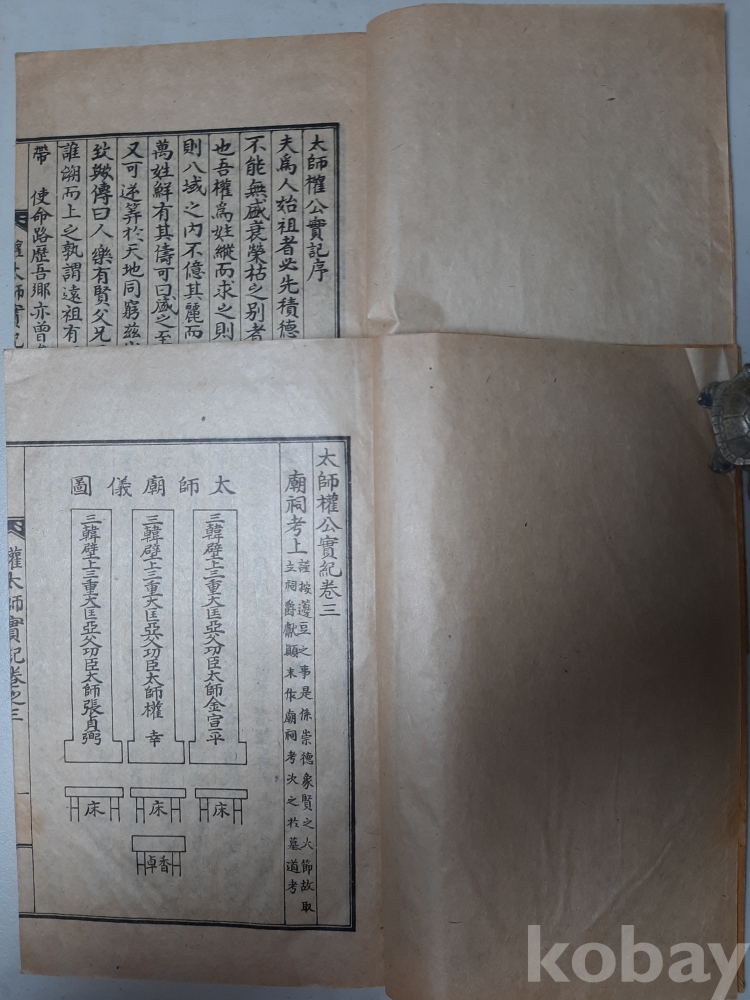 太師權公實記序
夫爲人始祖者必先積德
不能無盛衰榮枯之别者
也吾權爲姓縱而求之則
則八域之內不億其麗而
萬姓鮮有其儔可曰盛之至
又可逆筭於天地同窮兹
致歟傳曰人樂有賢父兄
誰溯而上之孰謂遠祖有
帶 使命路歷吾鄕亦曾
權太師實紀
太師權公實紀卷三
廟祠考上
謹按籩豆之事是係崇德象賢之大節故取
立祠爵獻顚末作廟祠考次之於墓道考
太師廟儀圖
三韓壁上三重大匡亞父功臣太師金宣平
三韓壁上三重大匡亞父功臣太師權 幸
三韓壁上三重大匡亞父功臣太師張貞弼
床
床
床
香卓
權太師實紀卷之三
一
kobay